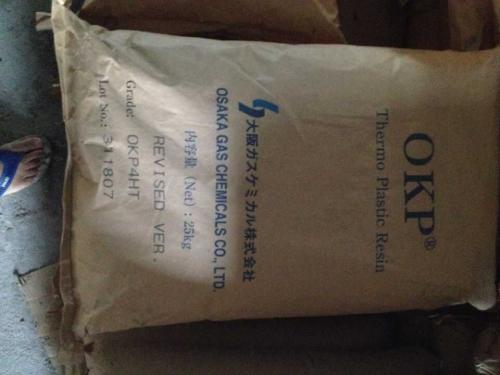 OKP®
Thermo Plastic Resin
大阪ガスケミカル株式会社
OSAKA GAS CHEMICALS CO., LTD.
内容量 (Net) : 25kg
REVISED VER.
Grade: OKP4HT
Lot No.: 311807